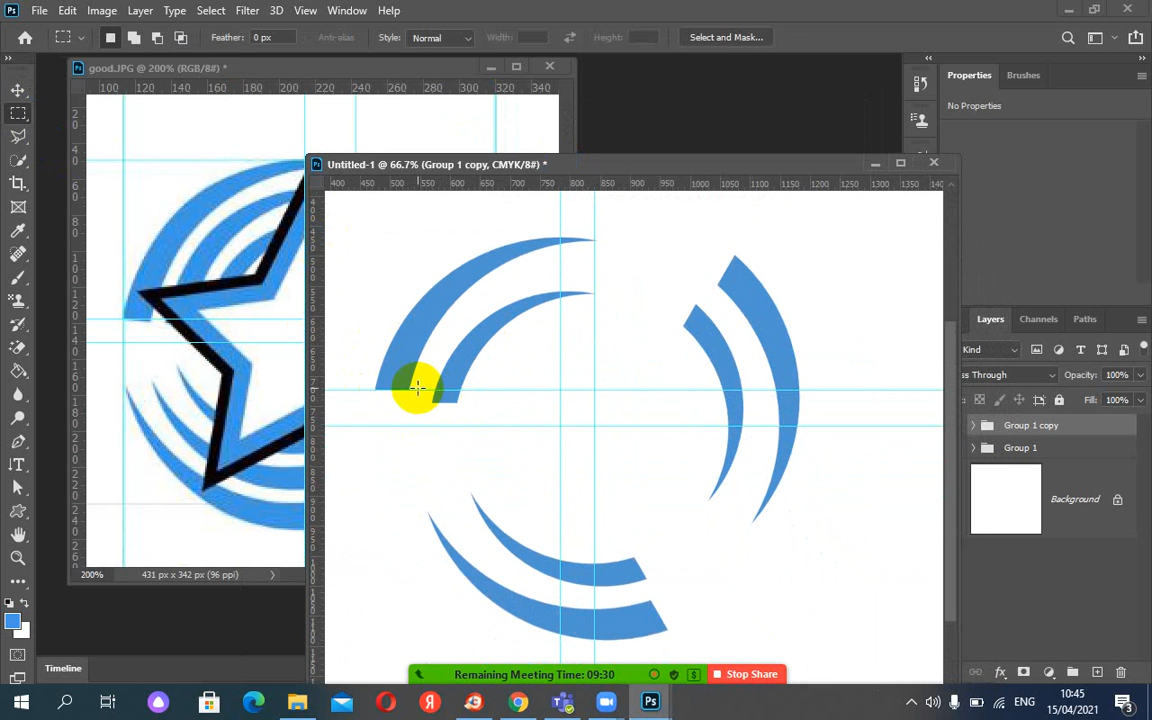 Ps File Edit Image Layer Type Select Filter 3D View Window Help
Feather: 0 px Anti-alias Style: Normal Width: Height: Select and Mask...
good.JPG @ 200% (RGB/8#) *
100 120 140 160 180 200 220 240 260 280 300 320 340
Untitled-1 @ 66.7% (Group 1 copy, CMYK/8#) *
400 450 500 550 600 650 700 750 800 850 900 950 1000 1050 1100 1150 1200 1250 1300 1350 140
Properties Brushes
No Properties
Layers Channels Paths
Kind
ss Through Opacity: 100%
Fill: 100%
Group 1 copy
Group 1
Background
200% 431 px x 342 px (96 ppi)
Timeline
Remaining Meeting Time: 09:30 Stop Share
ENG
10:45
15/04/2021
3